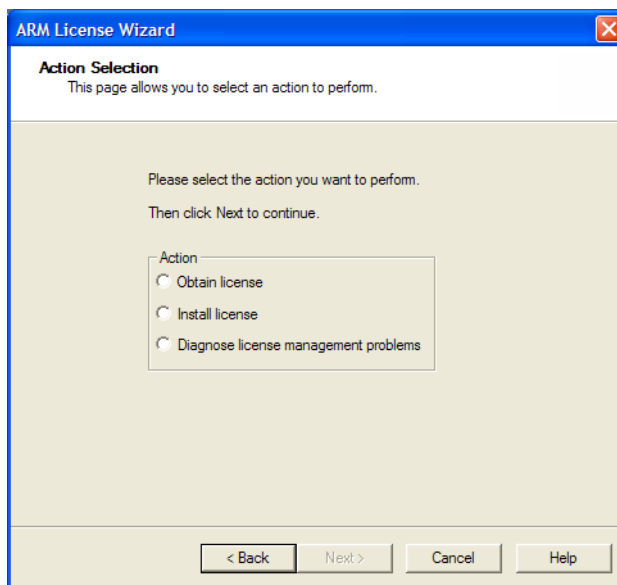 ARM License Wizard
Action Selection
This page allows you to select an action to perform.
Please select the action you want to perform.
Then click Next to continue.
Action
Obtain license
Install license
Diagnose license management problems
< Back
Next >
Cancel
Help